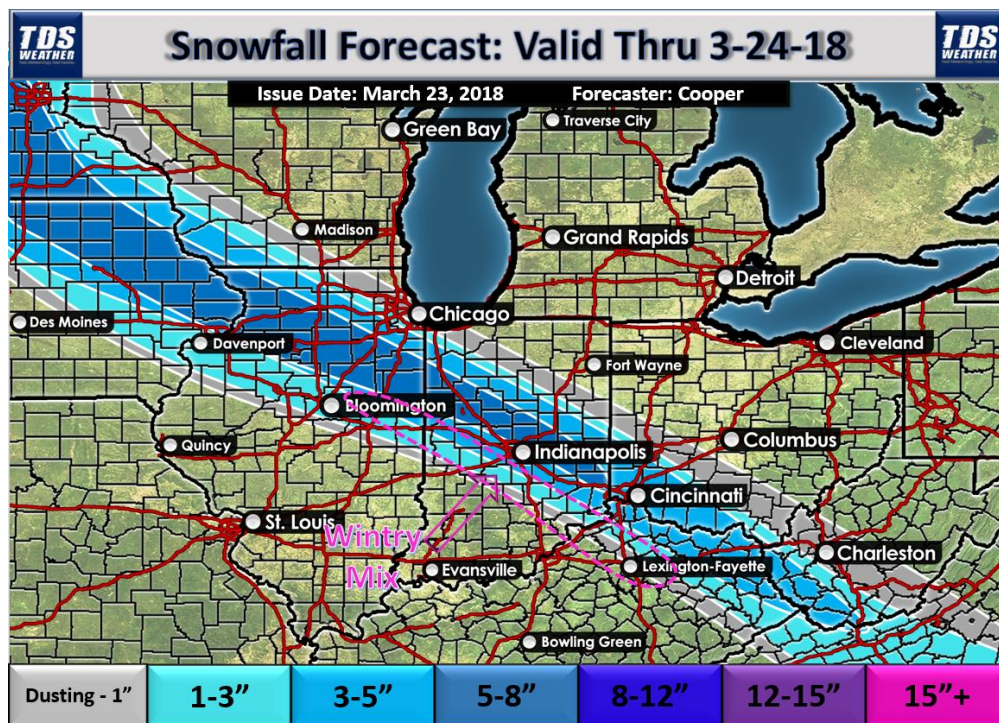 TDS
WEATHER
Snowfall Forecast: Valid Thru 3-24-18
TDS
WEATHER
Issue Date: March 23, 2018 Forecaster: Cooper
Traverse City
Green Bay
Madison
Grand Rapids
Detroit
Chicago
Des Moines
Davenport
Cleveland
Fort Wayne
Bloomington
Quincy
Indianapolis
Columbus
Cincinnati
St. Louis
Wintry
Mix
Charleston
Evansville
Lexington-Fayette
Bowling Green
Dusting - 1” 1-3” 3-5” 5-8” 8-12” 12-15” 15”+